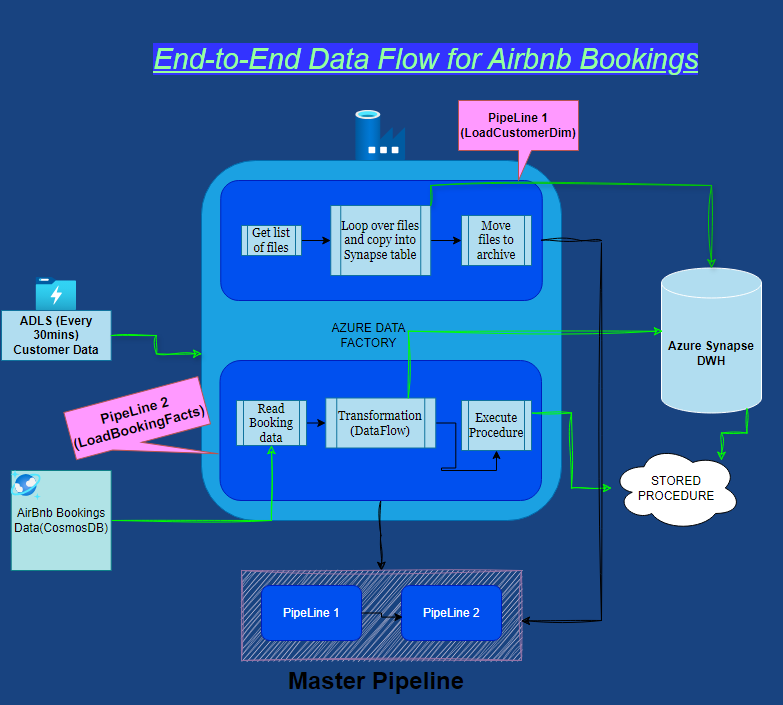 End-to-End Data Flow for Airbnb Bookings
PipeLine 1
(LoadCustomerDim)
Get list
of files
Loop over files
and copy into
Synapse table
Move
files to
archive
ADLS (Every
30mins)
Customer Data
AZURE DATA
FACTORY
Azure Synapse
DWH
PipeLine 2
(LoadBookingFacts)
Read
Booking
data
Transformation
(DataFlow)
Execute
Procedure
STORED
PROCEDURE
AirBnb Bookings
Data(CosmosDB)
PipeLine 1
PipeLine 2
Master Pipeline